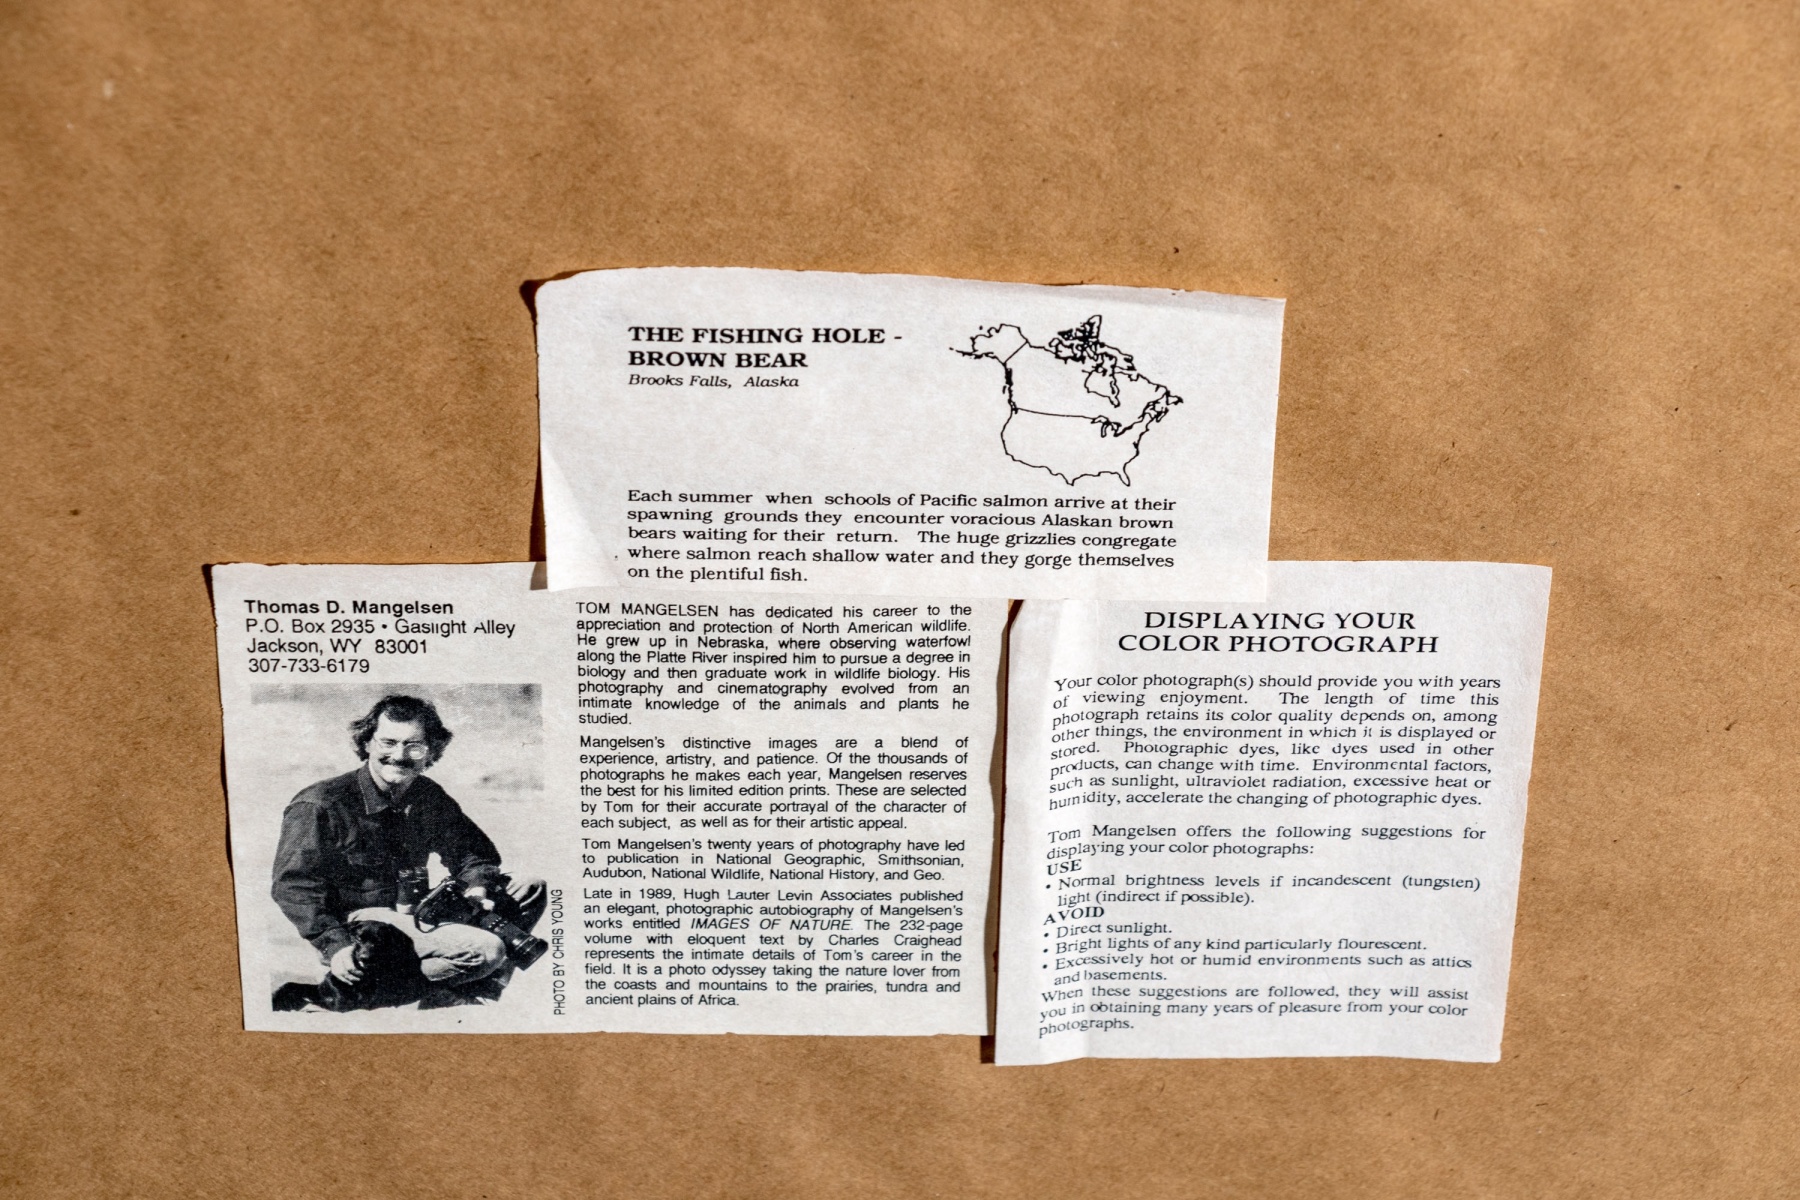 THE FISHING HOLE -
BROWN BEAR
Brooks Falls, Alaska
Each summer when schools of Pacific salmon arrive at their
spawning grounds they encounter voracious Alaskan brown
bears waiting for their return. The huge grizzlies congregate
where salmon reach shallow water and they gorge themselves
on the plentiful fish.
Thomas D. Mangelsen
P.O. Box 2935 • Gaslight Alley
Jackson, WY 83001
307-733-6179
PHOTO BY CHRIS YOUNG
TOM MANGELSEN has dedicated his career to the
appreciation and protection of North American wildlife.
He grew up in Nebraska, where observing waterfowl
along the Platte River inspired him to pursue a degree in
biology and then graduate work in wildlife biology. His
photography and cinematography evolved from an
intimate knowledge of the animals and plants he
studied.
Mangelsen's distinctive images are a blend of
experience, artistry, and patience. Of the thousands of
photographs he makes each year, Mangelsen reserves
the best for his limited edition prints. These are selected
by Tom for their accurate portrayal of the character of
each subject, as well as for their artistic appeal.
Tom Mangelsen's twenty years of photography have led
to publication in National Geographic, Smithsonian,
Audubon, National Wildlife, National History, and Geo.
Late in 1989, Hugh Lauter Levin Associates published
an elegant, photographic autobiography of Mangelsen's
works entitled IMAGES OF NATURE. The 232-page
volume with eloquent text by Charles Craighead
represents the intimate details of Tom's career in the
field. It is a photo odyssey taking the nature lover from
the coasts and mountains to the prairies, tundra and
ancient plains of Africa.
DISPLAYING YOUR
COLOR PHOTOGRAPH
Your color photograph(s) should provide you with years
of viewing enjoyment. The length of time this
photograph retains its color quality depends on, among
other things, the environment in which it is displayed or
stored. Photographic dyes, like dyes used in other
products, can change with time. Environmental factors,
such as sunlight, ultraviolet radiation, excessive heat or
humidity, accelerate the changing of photographic dyes.
Tom Mangelsen offers the following suggestions for
displaying your color photographs:
USE
• Normal brightness levels if incandescent (tungsten)
light (indirect if possible).
AVOID
• Direct sunlight.
• Bright lights of any kind particularly flourescent.
• Excessively hot or humid environments such as attics
and basements.
When these suggestions are followed, they will assist
you in obtaining many years of pleasure from your color
photographs.